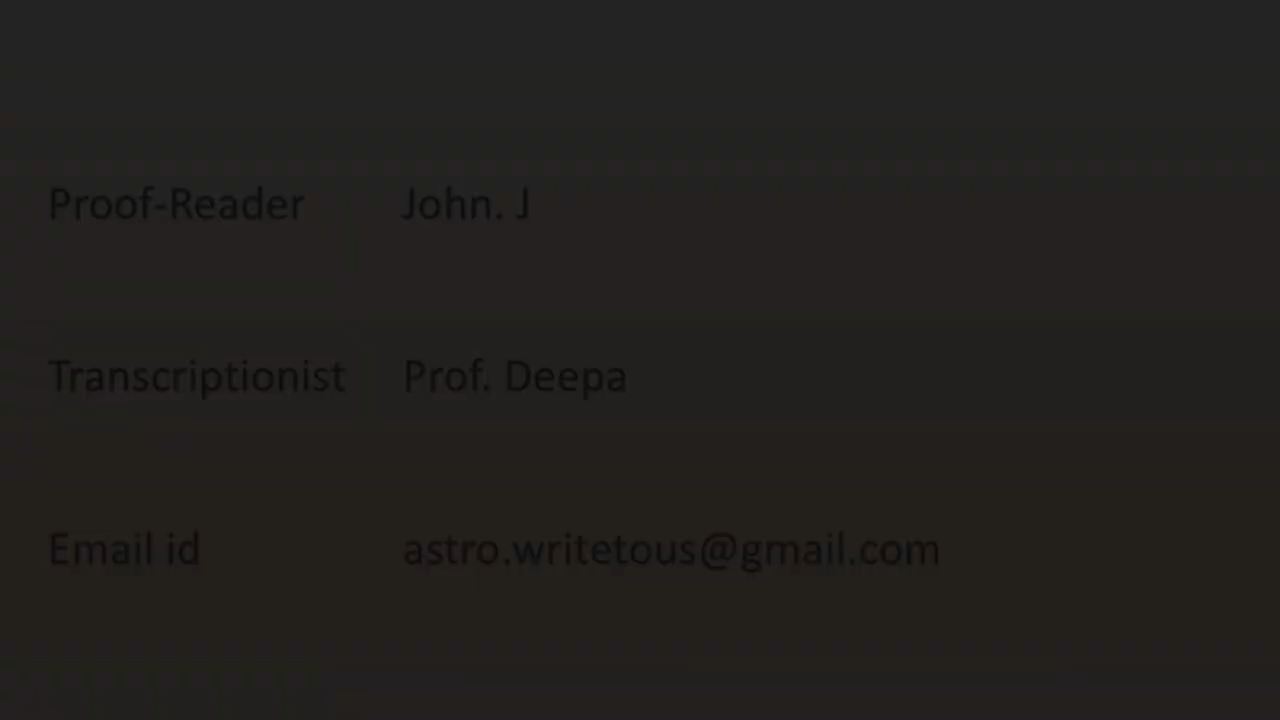 Proof-Reader John. J
Transcriptionist Prof. Deepa
Email id astro.writetous@gmail.com